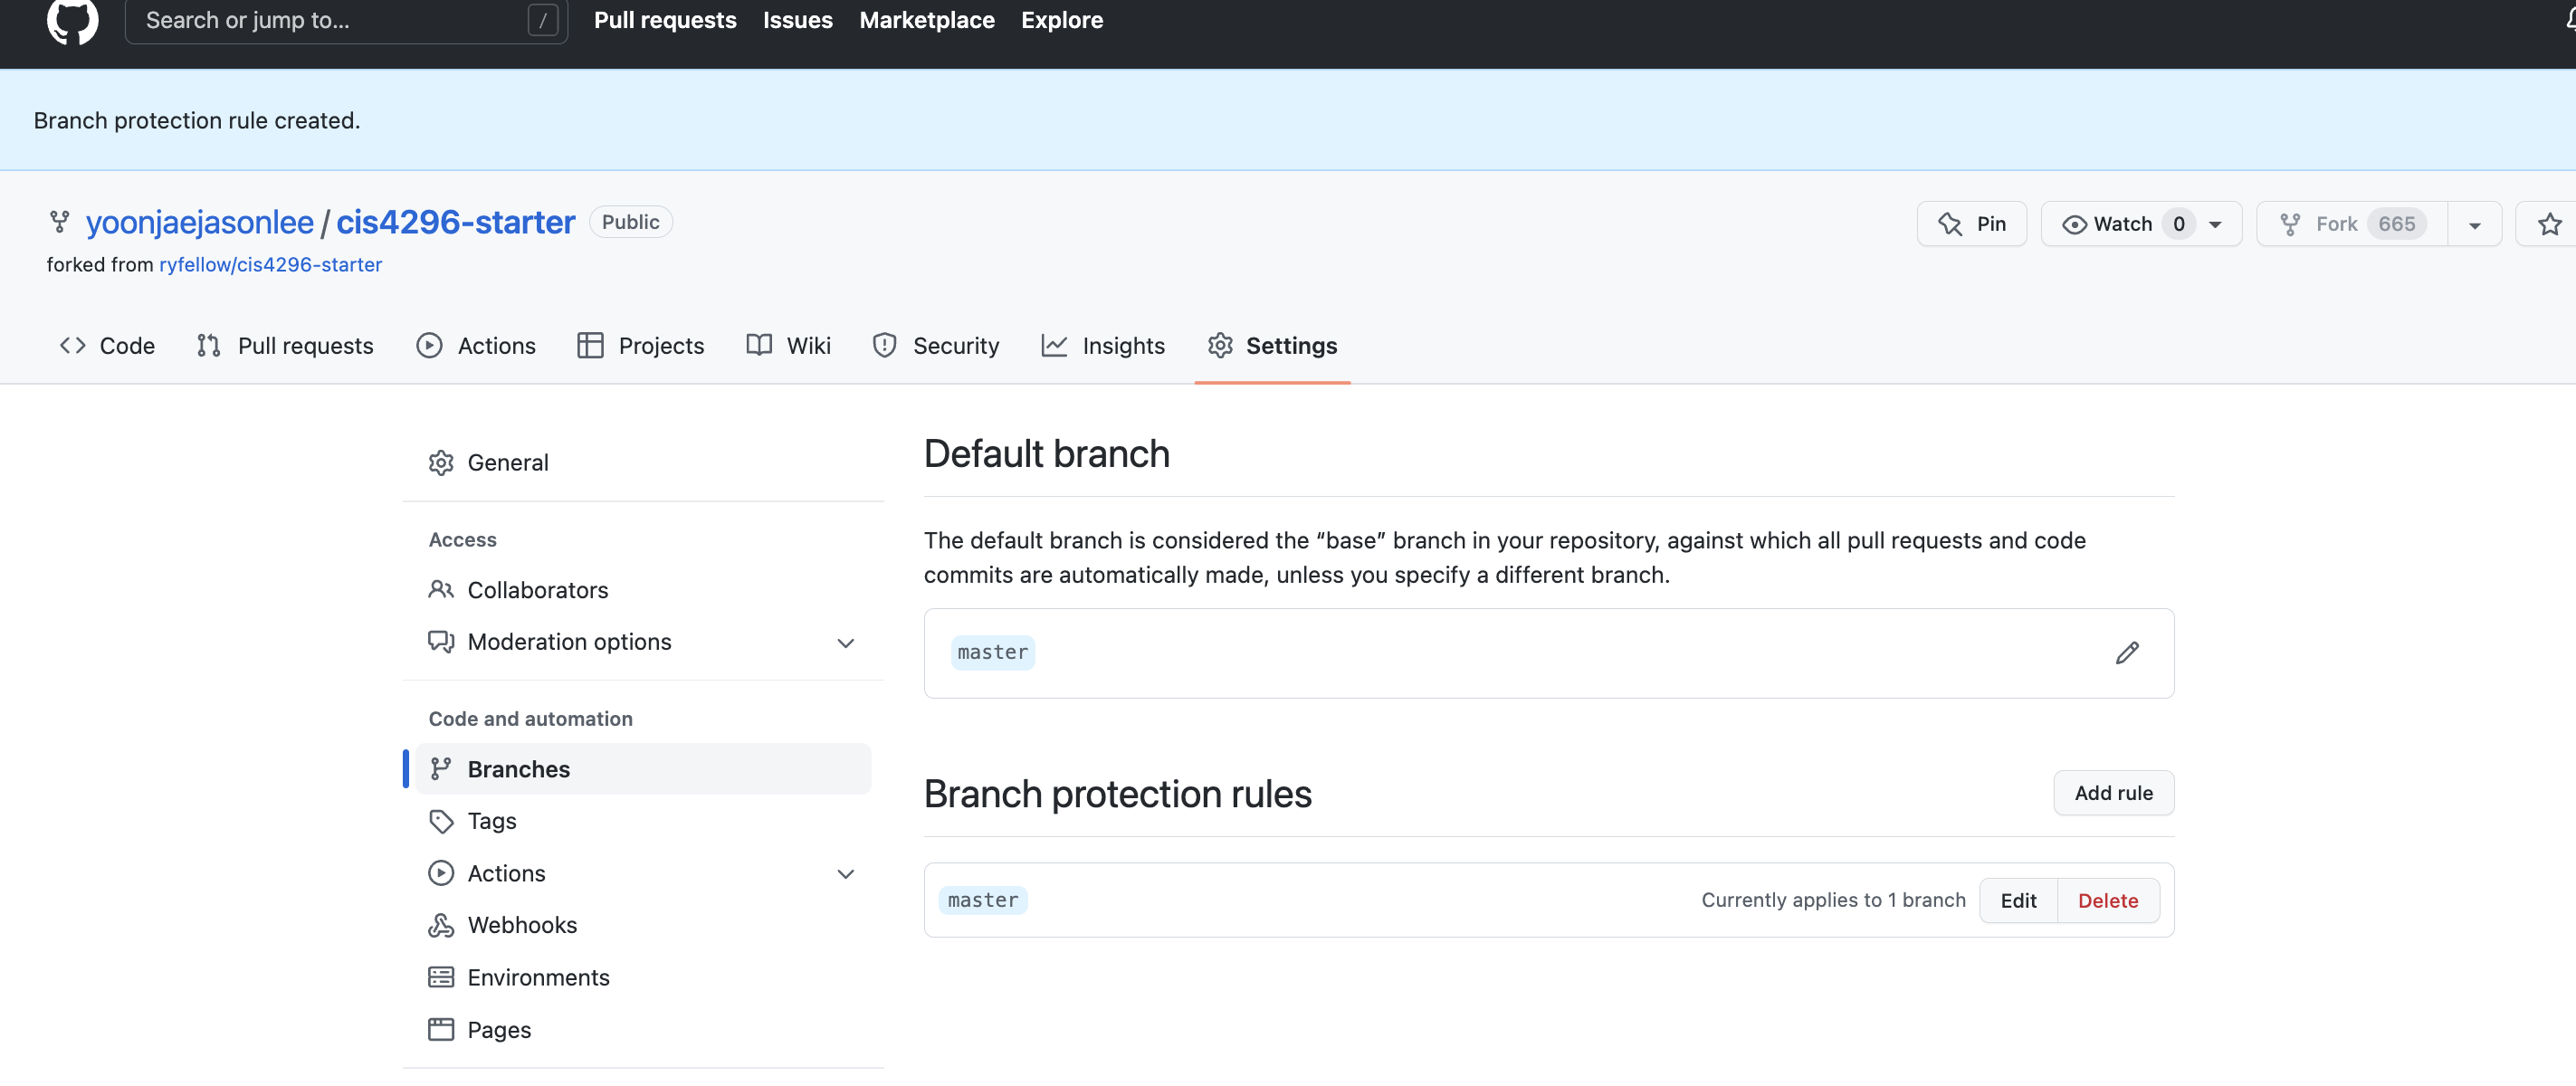 Search or jump to... /
Pull requests Issues Marketplace Explore
Branch protection rule created.
yoonjaejasonlee / cis4296-starter Public
Pin Watch 0 Fork 665
forked from ryfellow/cis4296-starter
Code Pull requests Actions Projects Wiki Security Insights Settings
General
Access
Collaborators
Moderation options
Code and automation
Branches
Tags
Actions
Webhooks
Environments
Pages
Default branch
The default branch is considered the “base” branch in your repository, against which all pull requests and code
commits are automatically made, unless you specify a different branch.
master
Branch protection rules Add rule
master Currently applies to 1 branch Edit Delete